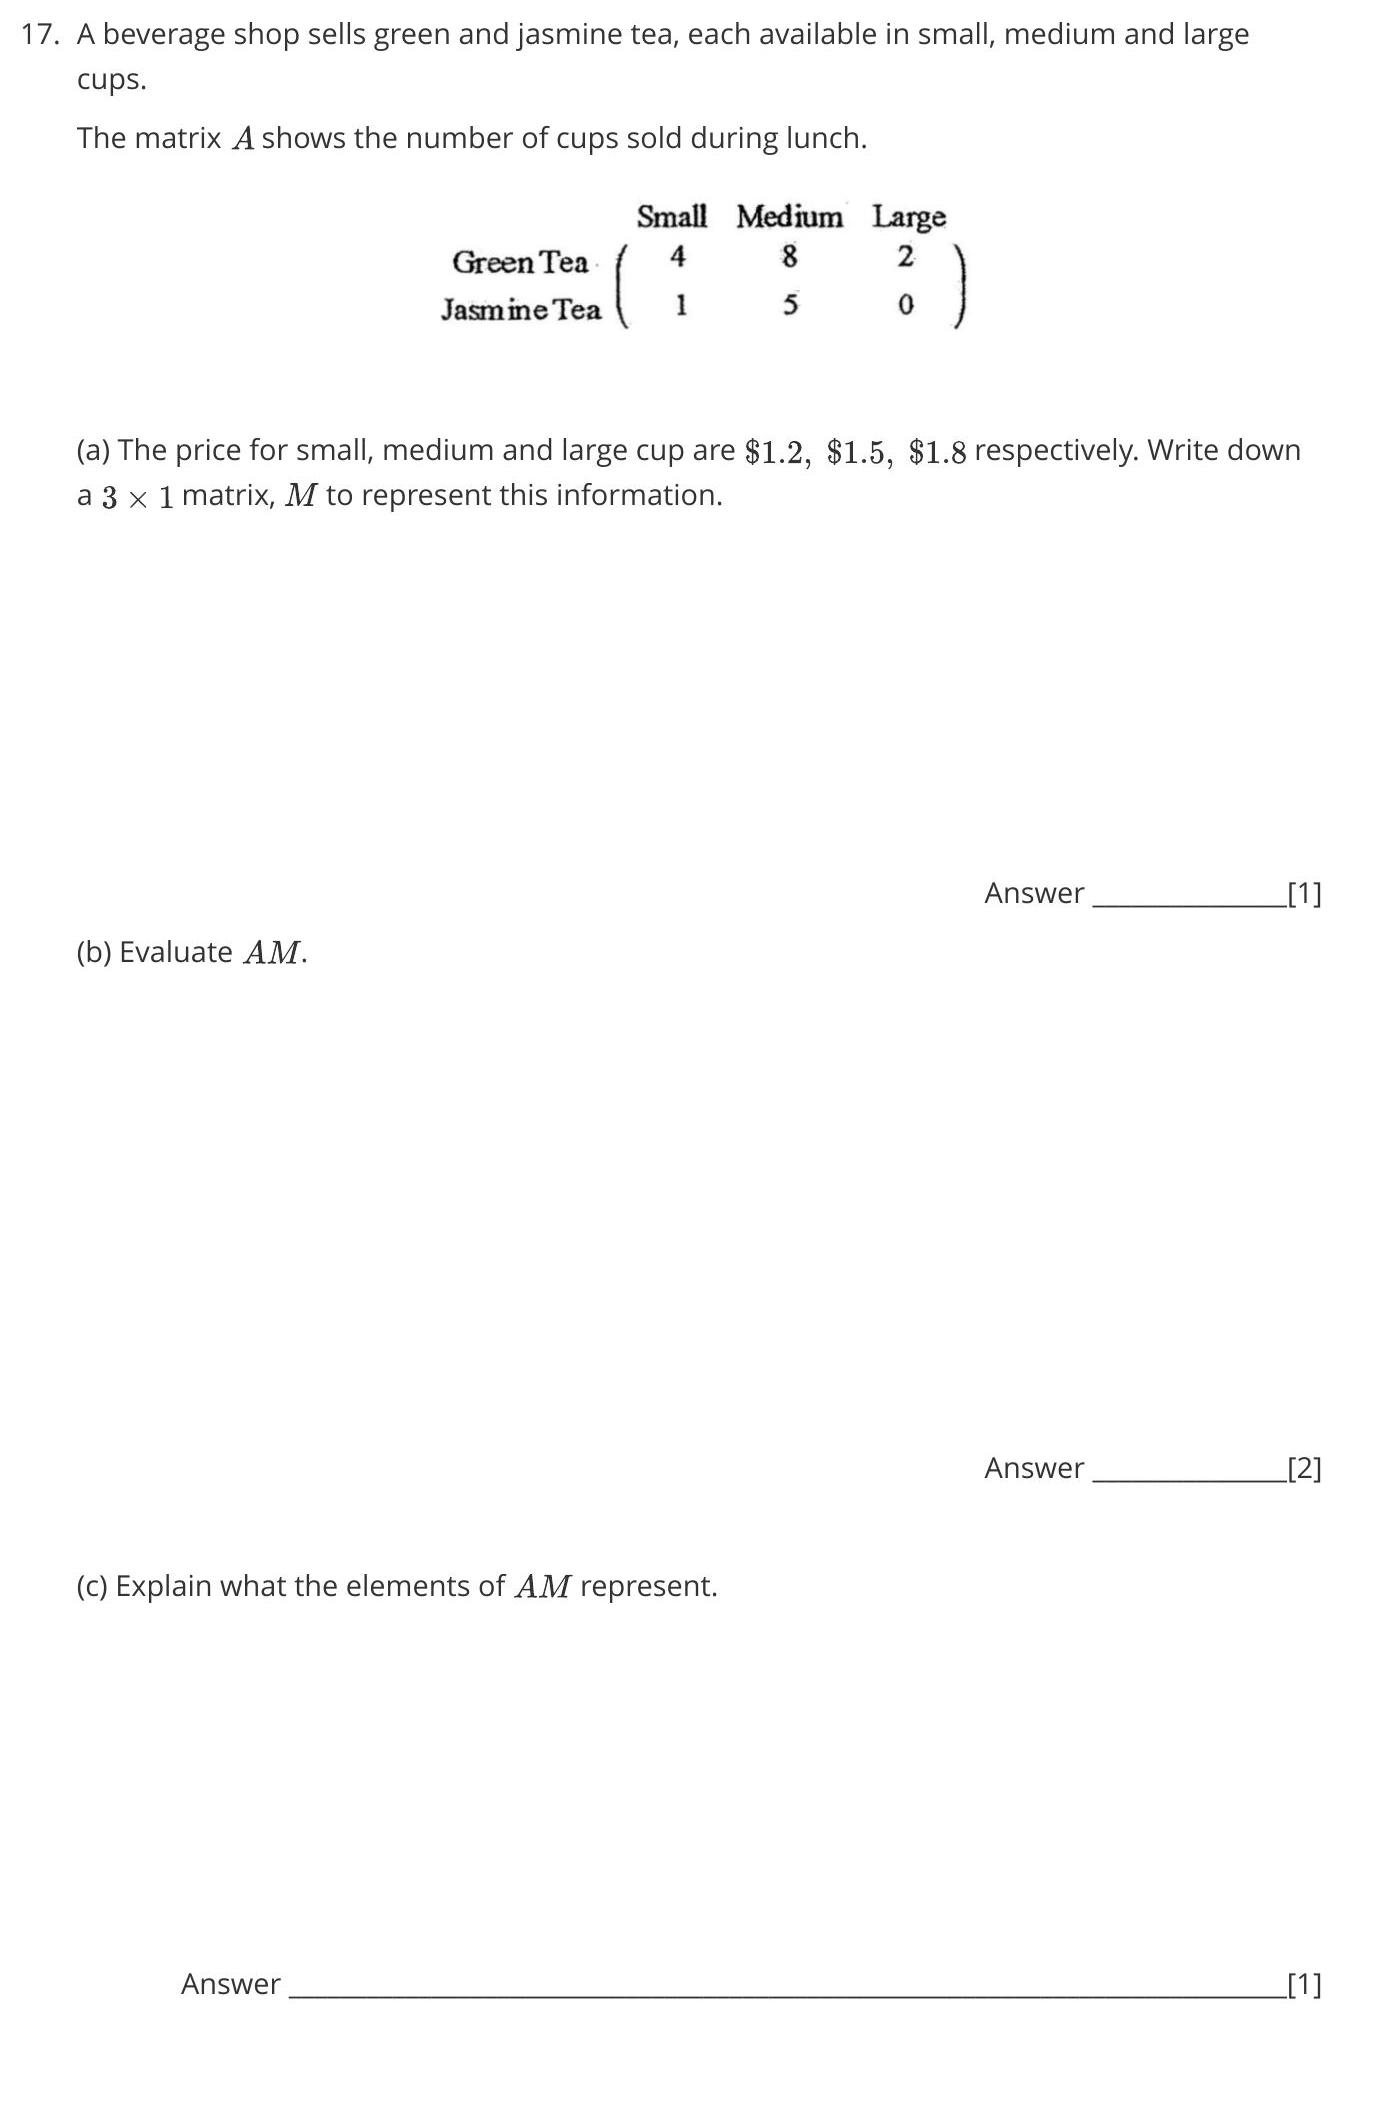 17. A beverage shop sells green and jasmine tea, each available in small, medium and large
cups.
The matrix A shows the number of cups sold during lunch.
Small Medium Large
Green Tea ( 4 8 2 )
Jasmine Tea ( 1 5 0 )
(a) The price for small, medium and large cup are $1.2, $1.5, $1.8 respectively. Write down
a 3 × 1 matrix, M to represent this information.
Answer ____________[1]
(b) Evaluate AM.
Answer ____________[2]
(c) Explain what the elements of AM represent.
Answer ______________________________________________________________[1]